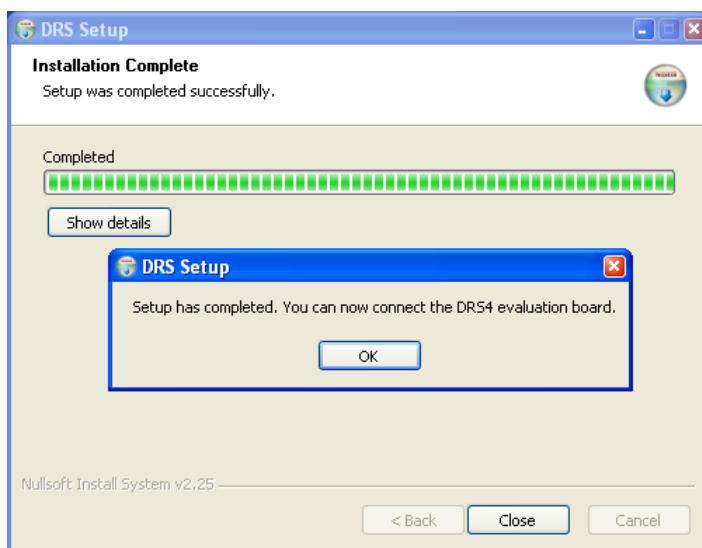 DRS Setup
Installation Complete
Setup was completed successfully.
Completed
Show details
DRS Setup
Setup has completed. You can now connect the DRS4 evaluation board.
OK
Nullsoft Install System v2.25
< Back Close Cancel